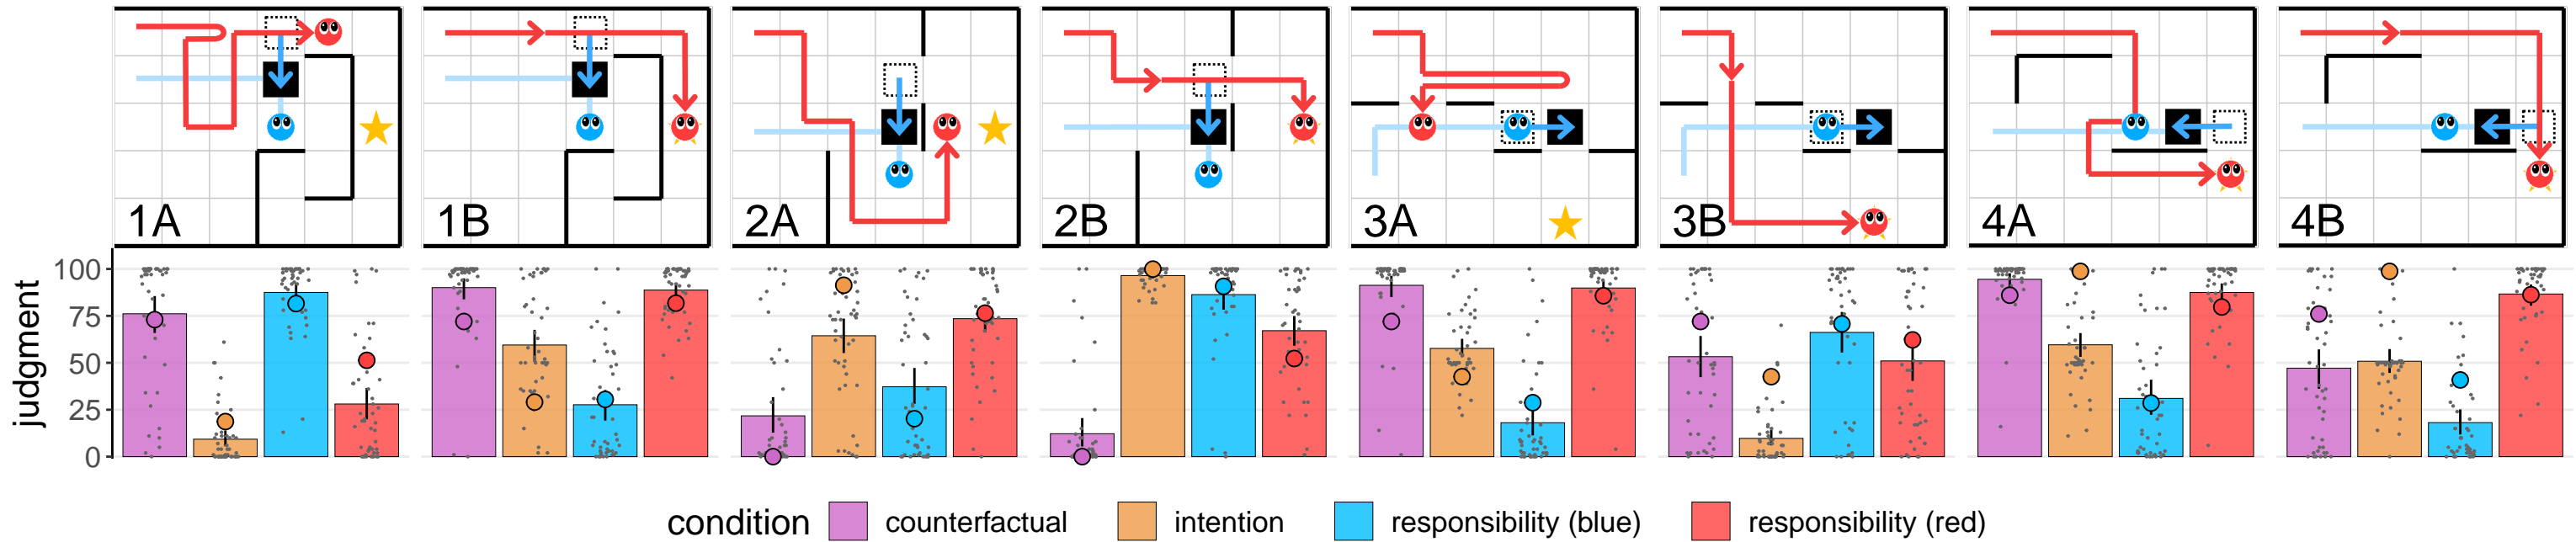 1A 1B 2A 2B 3A 3B 4A 4B
judgment
100
75
50
25
0
condition counterfactual intention responsibility (blue) responsibility (red)